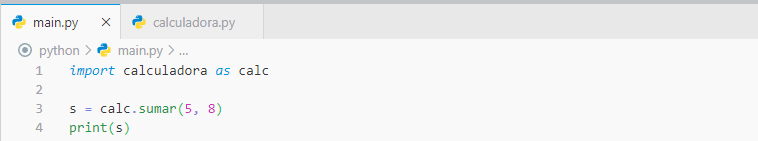 main.py × calculadora.py
python > main.py > ...
1 import calculadora as calc
2
3 s = calc.sumar(5, 8)
4 print(s)